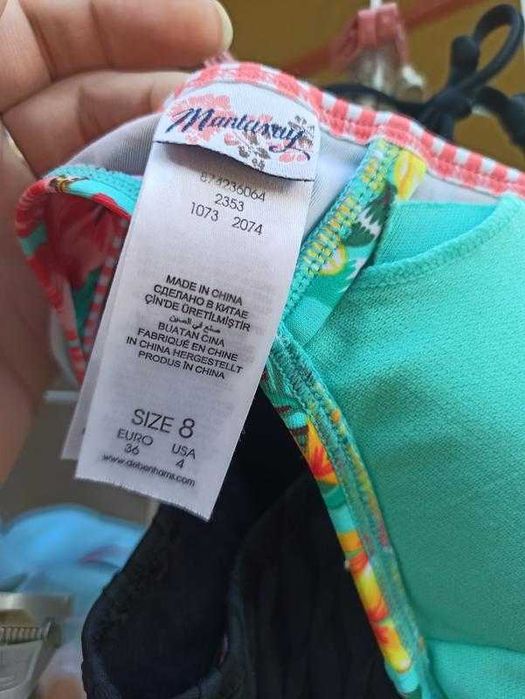 Mantaray
874236064
2353
1073 2074
MADE IN CHINA
СДЕЛАНО В КИТАЕ
ÇİN'DE ÜRETİLMİŞTİR
صنع في الصين
BUATAN CINA
FABRIQUÉ EN CHINE
IN CHINA HERGESTELLT
PRODUS ÎN CHINA
SIZE 8
EURO USA
36 4
www.debenhams.com